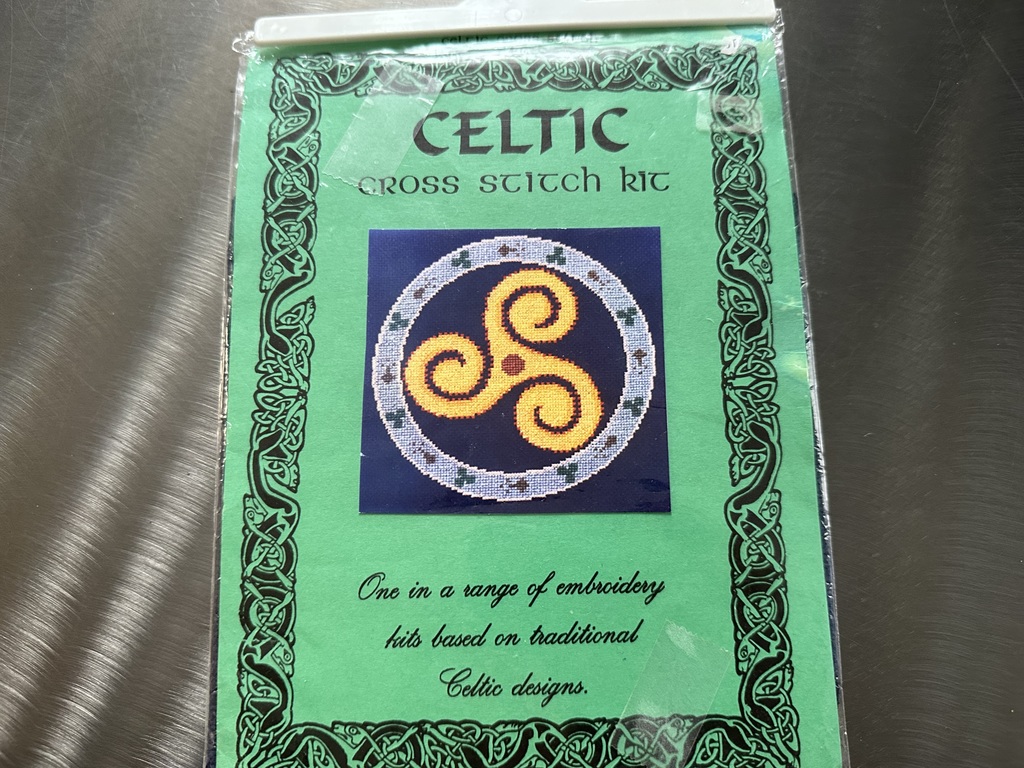 CELTIC
CROSS STITCH KIT
One in a range of embroidery
kits based on traditional
Celtic designs.